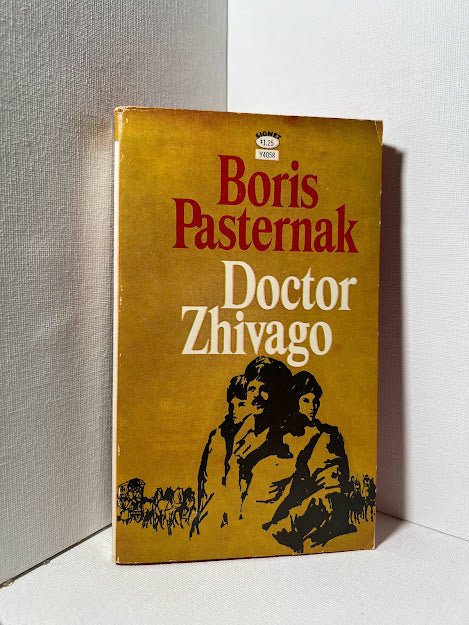 SIGNET
$1.25
Y4058
Boris
Pasternak
Doctor
Zhivago